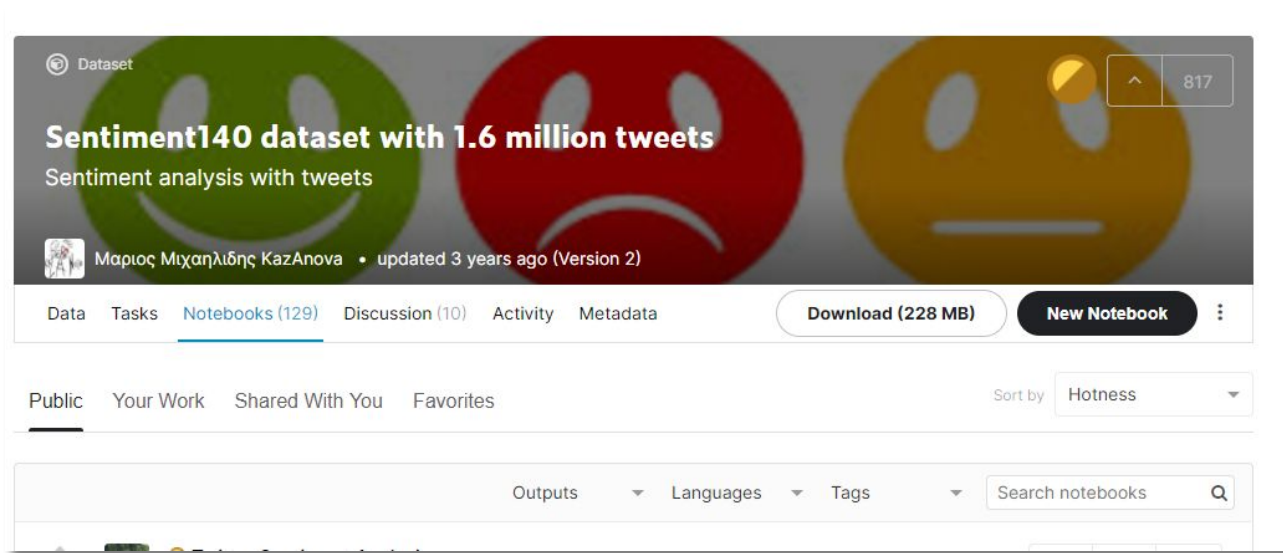 Dataset
817
Sentiment140 dataset with 1.6 million tweets
Sentiment analysis with tweets
Μαριος Μιχαηλιδης KazAnova • updated 3 years ago (Version 2)
Data Tasks Notebooks (129) Discussion (10) Activity Metadata Download (228 MB) New Notebook
Public Your Work Shared With You Favorites Sort by Hotness
Outputs Languages Tags Search notebooks